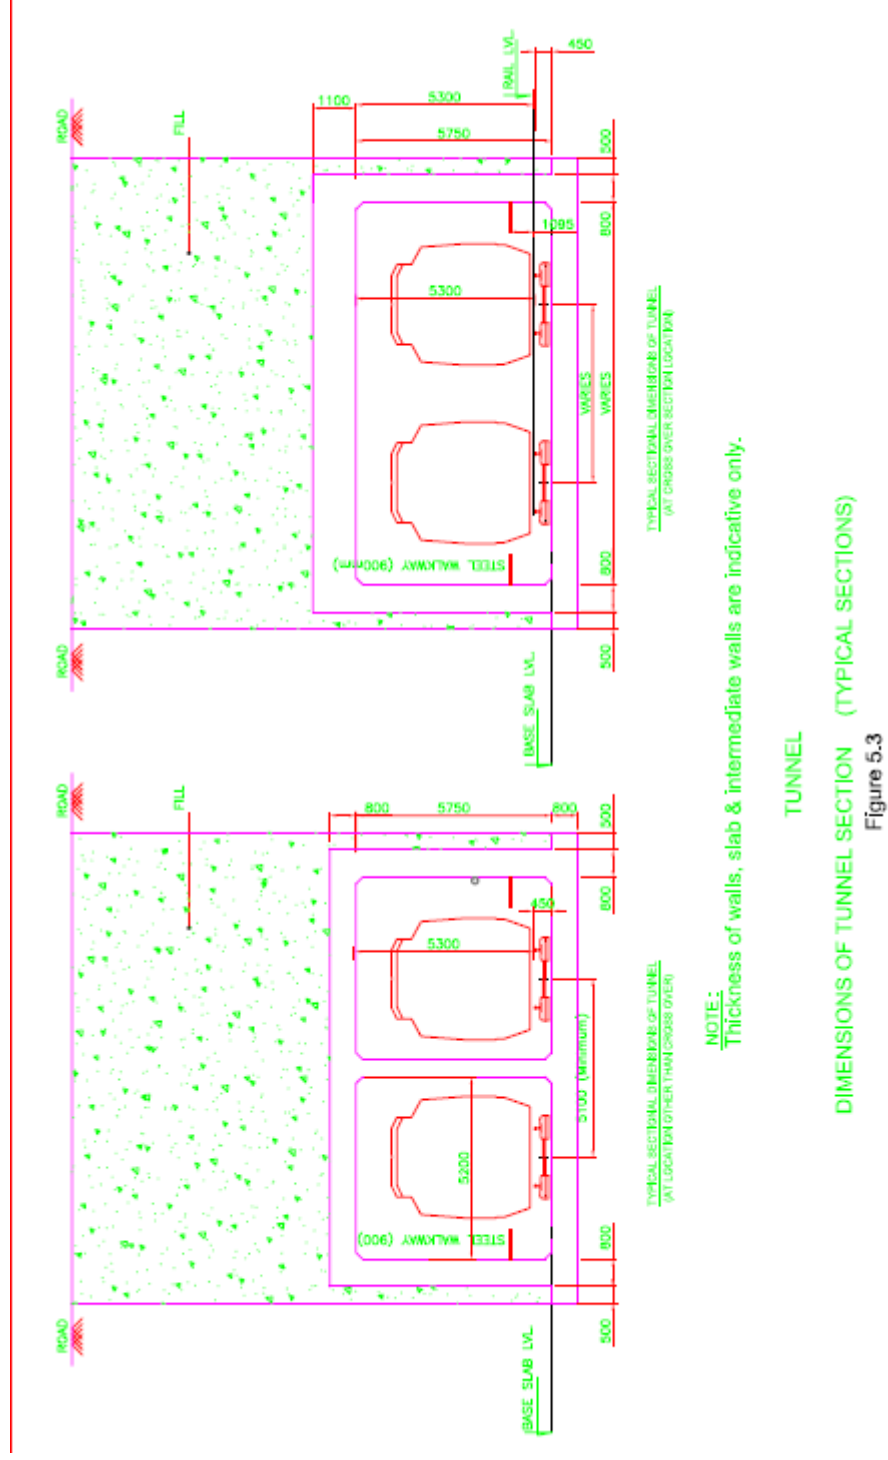 ROAD
ROAD
FILL
800
5750
800
500
800
450
5300
5200
STEEL WALKWAY (900)
5100 (Minimum)
800
500
ROAD
BASE SLAB LVL.
TYPICAL SECTIONAL DIMENSIONS OF TUNNEL
(AT LOCATION OTHER THAN CROSS OVER)
ROAD
FILL
RAIL LVL.
450
1100
5300
5750
500
800
1095
5300
VARIES
VARIES
STEEL WALKWAY (900mm)
800
500
BASE SLAB LVL.
TYPICAL SECTIONAL DIMENSIONS OF TUNNEL
(AT CROSS OVER SECTION LOCATION)
NOTE:
Thickness of walls, slab & intermediate walls are indicative only.
TUNNEL
DIMENSIONS OF TUNNEL SECTION (TYPICAL SECTIONS)
Figure 5.3